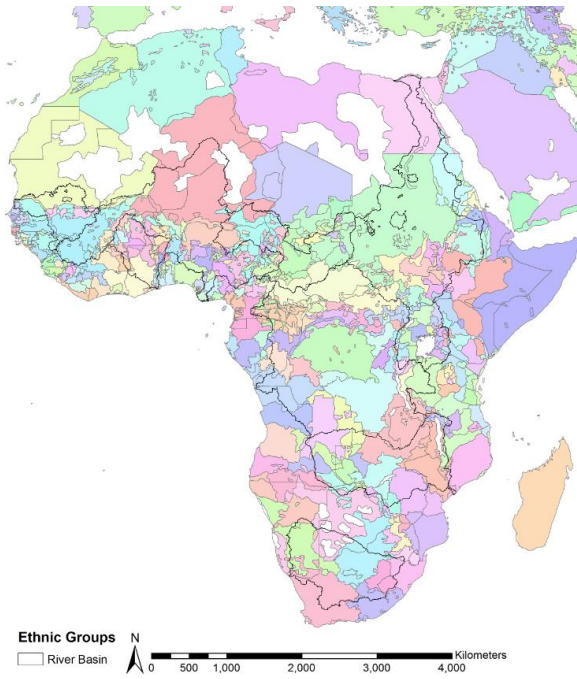 Ethnic Groups
River Basin
N
Kilometers
0 500 1,000 2,000 3,000 4,000